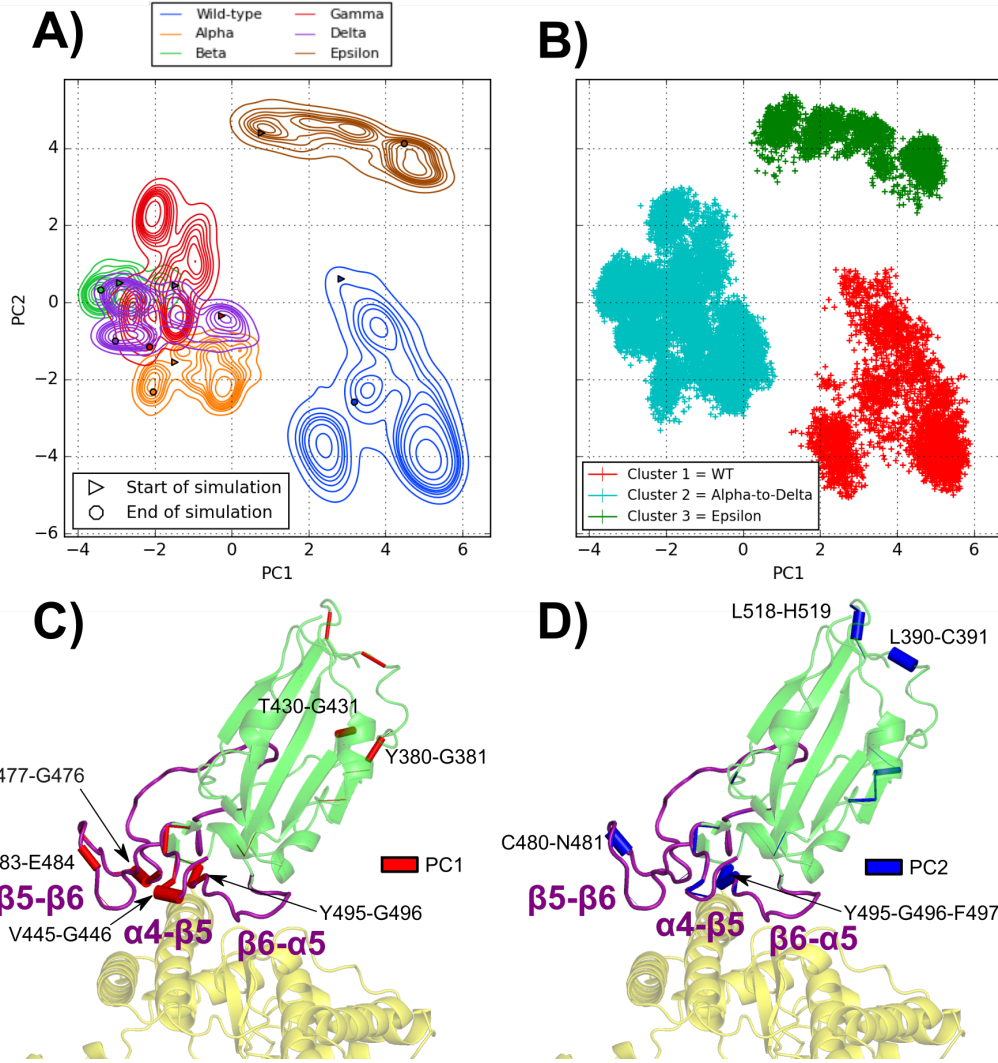 A)
Wild-type
Alpha
Beta
Gamma
Delta
Epsilon
PC2
4
2
0
−2
−4
−6
Start of simulation
End of simulation
−4 −2 0 2 4 6
PC1
B)
Cluster 1 = WT
Cluster 2 = Alpha-to-Delta
Cluster 3 = Epsilon
−4 −2 0 2 4
PC1
C)
T430-G431
Y380-G381
477-G476
83-E484
β5-β6
V445-G446
α4-β5
β6-α5
Y495-G496
PC1
D)
L518-H519
L390-C391
C480-N481
β5-β6
α4-β5
β6-α5
Y495-G496-F497
PC2